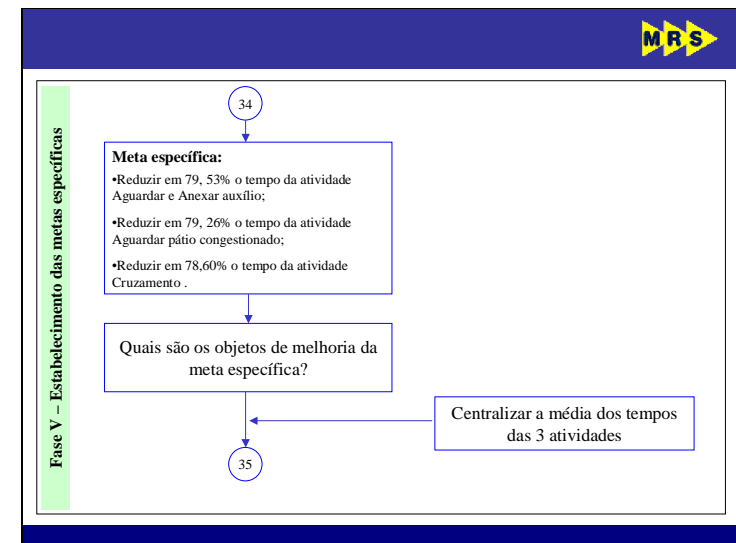 MRS
Fase V – Estabelecimento das metas específicas
34
Meta específica:
•Reduzir em 79, 53% o tempo da atividade
Aguardar e Anexar auxílio;
•Reduzir em 79, 26% o tempo da atividade
Aguardar pátio congestionado;
•Reduzir em 78,60% o tempo da atividade
Cruzamento .
Quais são os objetos de melhoria da
meta específica?
Centralizar a média dos tempos
das 3 atividades
35